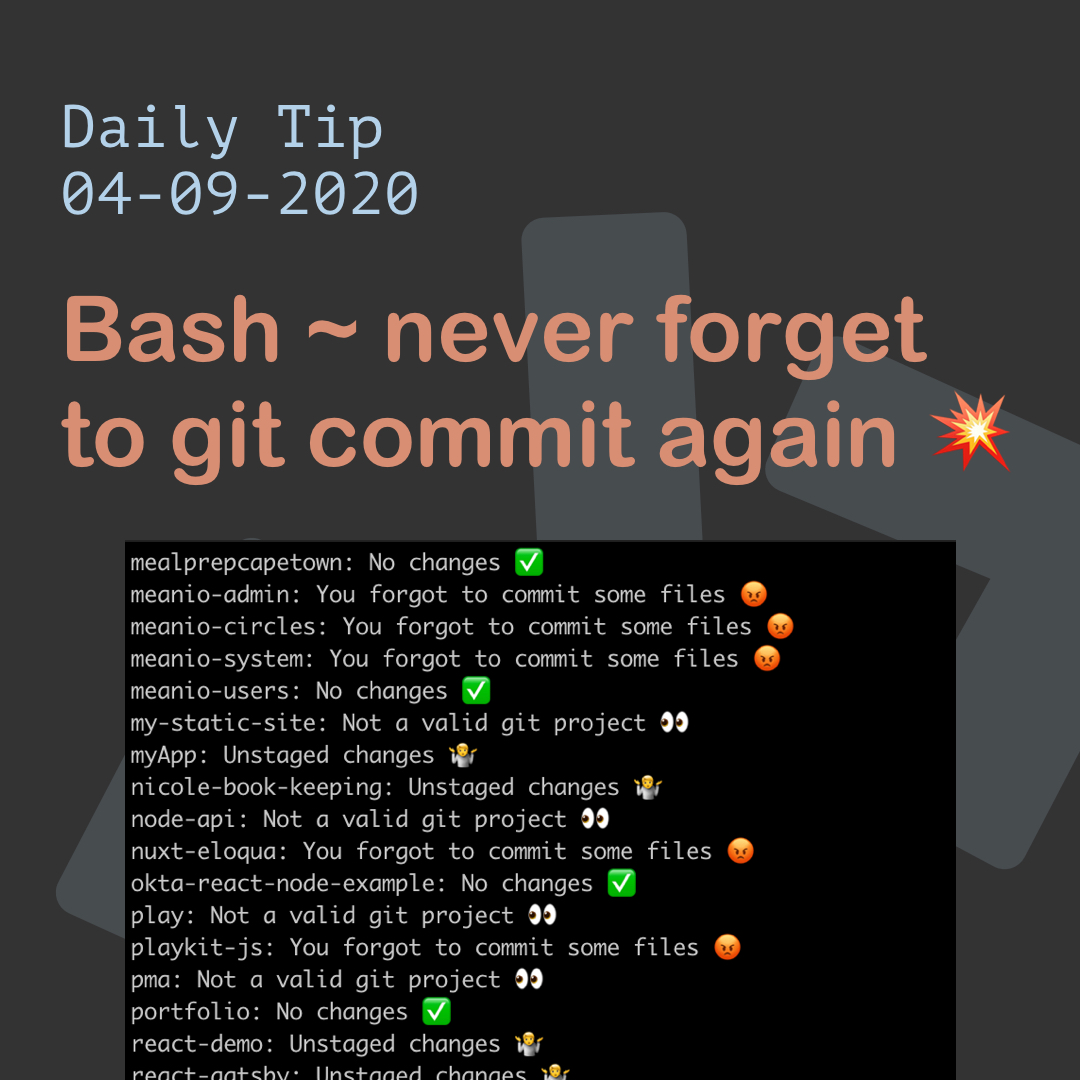 Daily Tip
04-09-2020
Bash ~ never forget
to git commit again 💥
mealprepcapetown: No changes ✅
meanio-admin: You forgot to commit some files 😡
meanio-circles: You forgot to commit some files 😡
meanio-system: You forgot to commit some files 😡
meanio-users: No changes ✅
my-static-site: Not a valid git project 👀
myApp: Unstaged changes 🤷
nicole-book-keeping: Unstaged changes 🤷
node-api: Not a valid git project 👀
nuxt-eloqua: You forgot to commit some files 😡
okta-react-node-example: No changes ✅
play: Not a valid git project 👀
playkit-js: You forgot to commit some files 😡
pma: Not a valid git project 👀
portfolio: No changes ✅
react-demo: Unstaged changes 🤷
react-gatsby: Unstaged changes 🤷